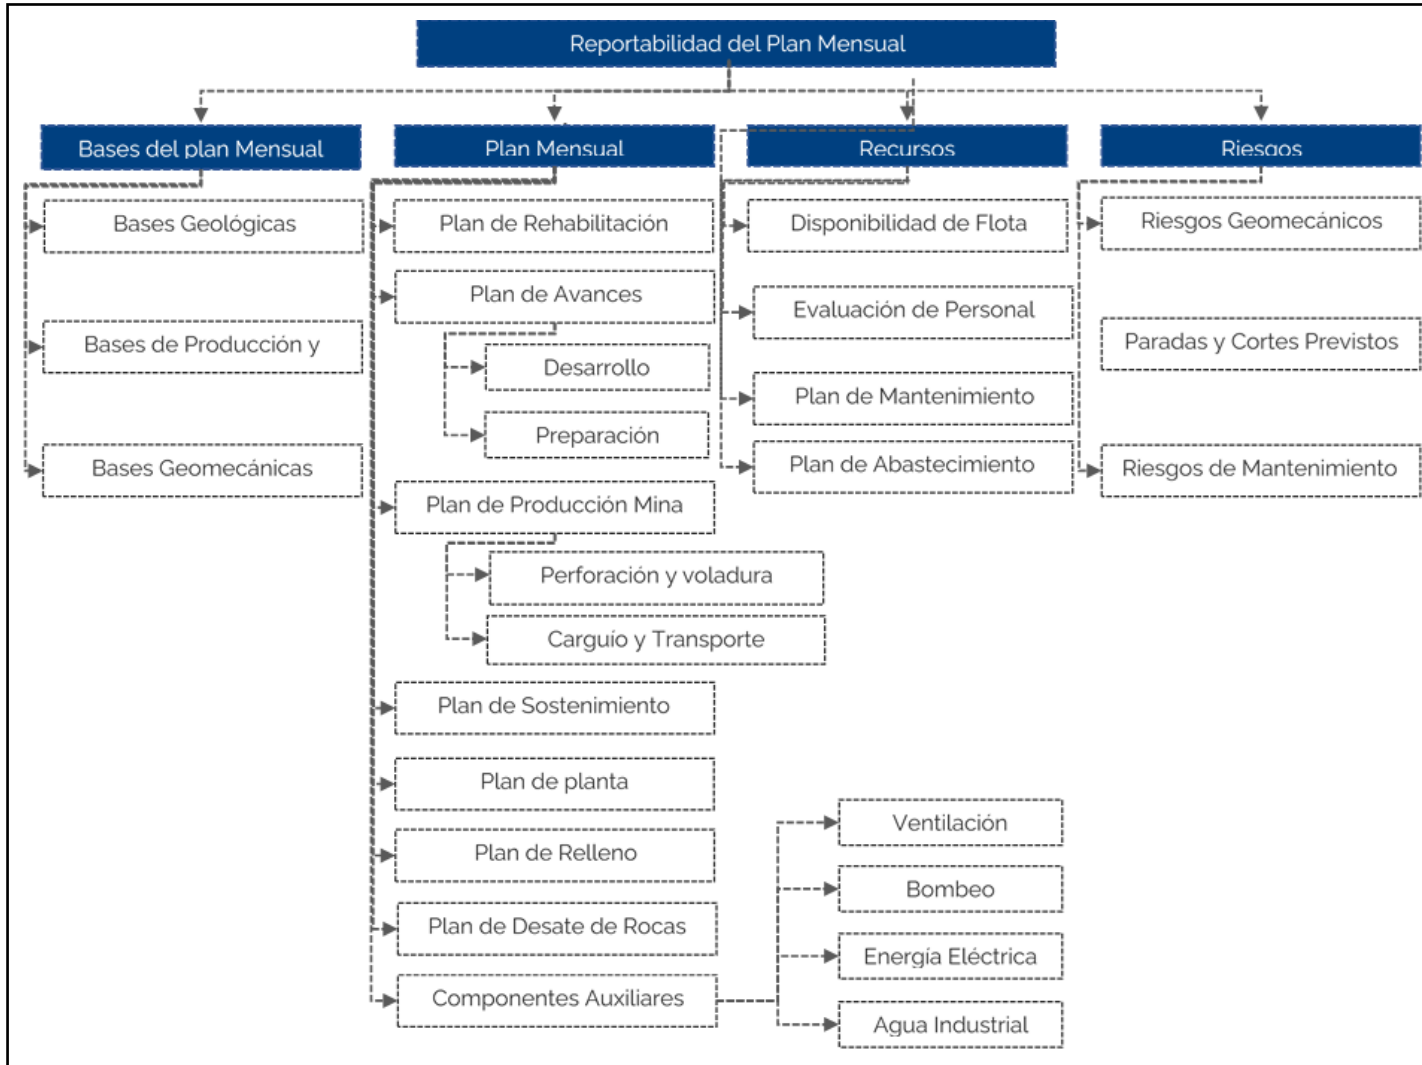 Reportabilidad del Plan Mensual
Bases del plan Mensual
Plan Mensual
Recursos
Riesgos
Bases Geológicas
Bases de Producción y
Bases Geomecánicas
Plan de Rehabilitación
Plan de Avances
Desarrollo
Preparación
Plan de Producción Mina
Perforación y voladura
Carguío y Transporte
Plan de Sostenimiento
Plan de planta
Plan de Relleno
Plan de Desate de Rocas
Componentes Auxiliares
Ventilación
Bombeo
Energía Eléctrica
Agua Industrial
Disponibilidad de Flota
Evaluación de Personal
Plan de Mantenimiento
Plan de Abastecimiento
Riesgos Geomecánicos
Paradas y Cortes Previstos
Riesgos de Mantenimiento